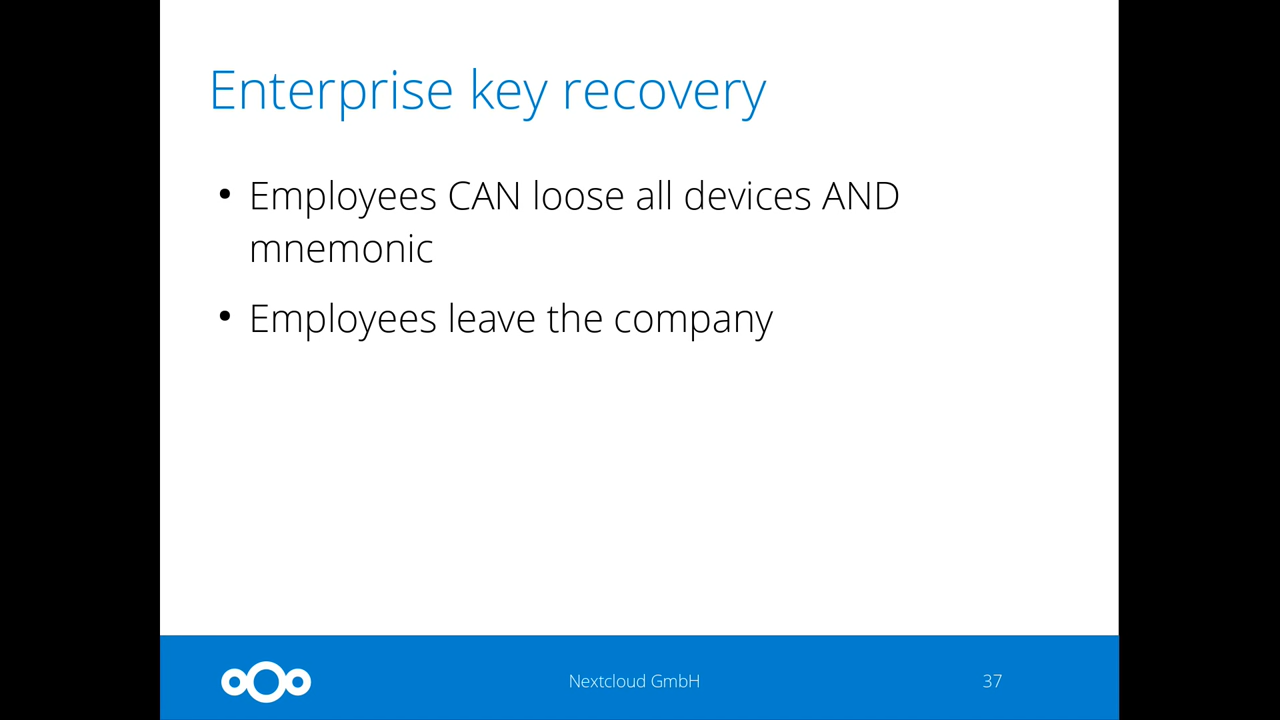 Enterprise key recovery
• Employees CAN loose all devices AND
mnemonic
• Employees leave the company
Nextcloud GmbH
37